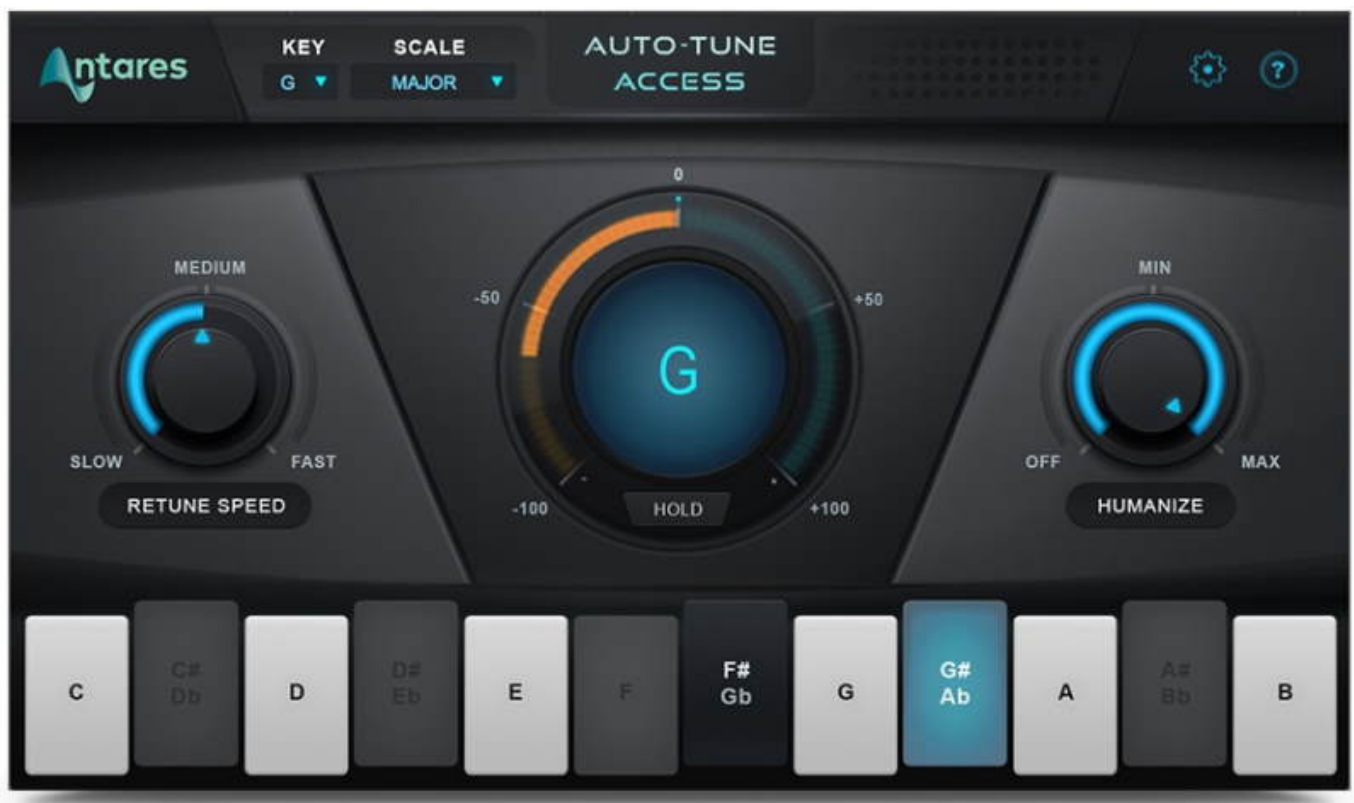 Antares
KEY
SCALE
G
MAJOR
AUTO-TUNE
ACCESS
?
0
-50
+50
-100
+100
G
HOLD
MEDIUM
SLOW
FAST
RETUNE SPEED
MIN
OFF
MAX
HUMANIZE
C
C#
Db
D
D#
Eb
E
F
F#
Gb
G
G#
Ab
A
A#
Bb
B